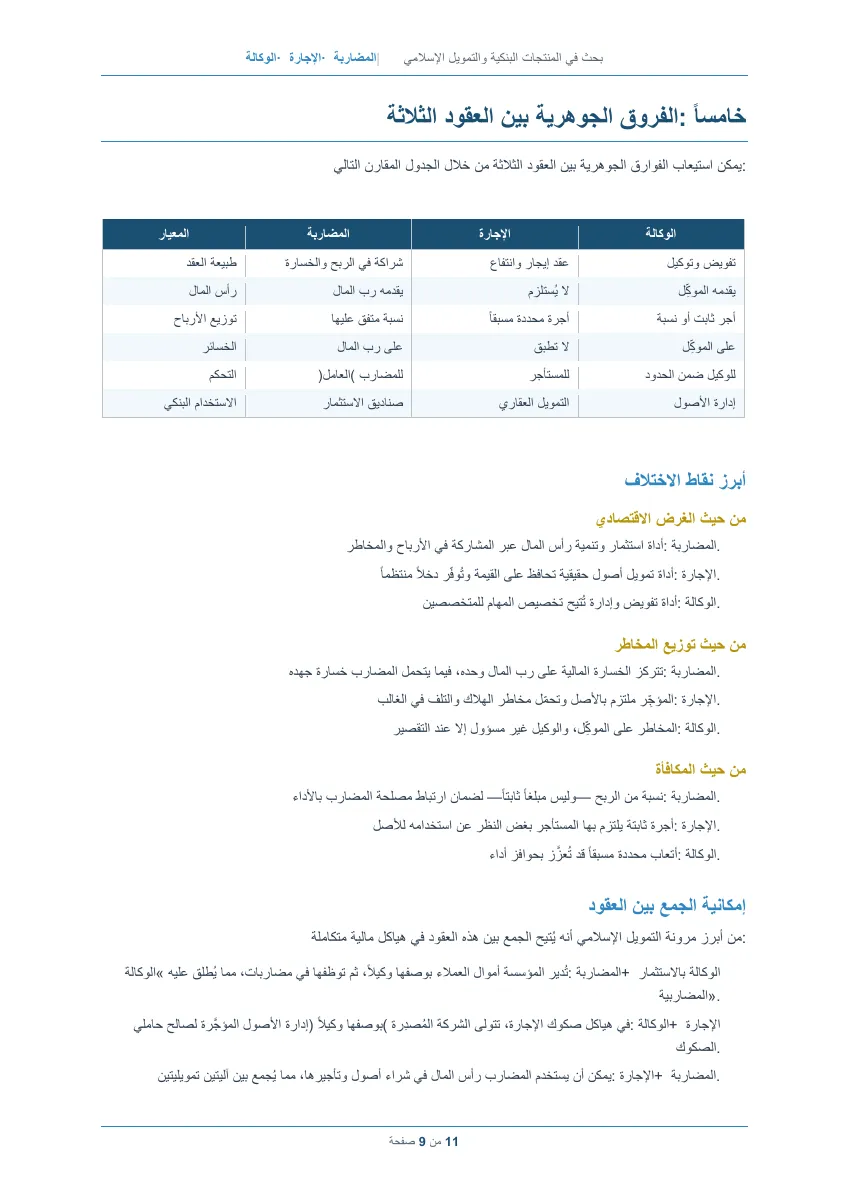 بحث في المنتجات البنكية والتمويل الإسلامي | المضاربة · الإجارة · الوكالة
خامساً :الفروق الجوهرية بين العقود الثلاثة
:يمكن استيعاب الفوارق الجوهرية بين العقود الثلاثة من خلال الجدول المقارن التالي
الوكالة الإجارة المضاربة المعيار
تفويض وتوكيل عقد إيجار وانتفاع شراكة في الربح والخسارة طبيعة العقد
يقدمه الموكِّل لا يُستلزم يقدمه رب المال رأس المال
أجر ثابت أو نسبة أجرة محددة مسبقاً نسبة متفق عليها توزيع الأرباح
على الموكِّل لا تطبق على رب المال الخسائر
للوكيل ضمن الحدود للمستأجر للمضارب )العامل( التحكم
إدارة الأصول التمويل العقاري صناديق الاستثمار الاستخدام البنكي
أبرز نقاط الاختلاف
من حيث الغرض الاقتصادي
.المضاربة :أداة استثمار وتنمية رأس المال عبر المشاركة في الأرباح والمخاطر
.الإجارة :أداة تمويل أصول حقيقية تحافظ على القيمة وتُوفّر دخلاً منتظماً
.الوكالة :أداة تفويض وإدارة تُتيح تخصيص المهام للمتخصصين
من حيث توزيع المخاطر
.المضاربة :تتركز الخسارة المالية على رب المال وحده، فيما يتحمل المضارب خسارة جهده
.الإجارة :المؤجّر ملتزم بالأصل وتحمّل مخاطر الهلاك والتلف في الغالب
.الوكالة :المخاطر على الموكِّل، والوكيل غير مسؤول إلا عند التقصير
من حيث المكافأة
.المضاربة :نسبة من الربح —وليس مبلغاً ثابتاً— لضمان ارتباط مصلحة المضارب بالأداء
.الإجارة :أجرة ثابتة يلتزم بها المستأجر بغض النظر عن استخدامه للأصل
.الوكالة :أتعاب محددة مسبقاً قد تُعزَّز بحوافز أداء
إمكانية الجمع بين العقود
:من أبرز مرونة التمويل الإسلامي أنه يُتيح الجمع بين هذه العقود في هياكل مالية متكاملة
الوكالة بالاستثمار +المضاربة :تُدير المؤسسة أموال العملاء بوصفها وكيلاً، ثم توظفها في مضاربات، مما يُطلق عليه »الوكالة
.»المضاربية
الإجارة +الوكالة :في هياكل صكوك الإجارة، تتولى الشركة المُصدِرة )بوصفها وكيلاً (إدارة الأصول المؤجَّرة لصالح حاملي
.الصكوك
.المضاربة +الإجارة :يمكن أن يستخدم المضارب رأس المال في شراء أصول وتأجيرها، مما يُجمع بين آليتين تمويليتين
11 من 9 صفحة